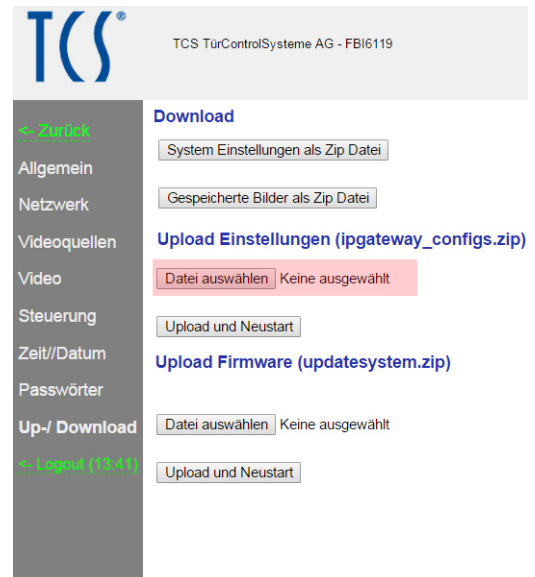 TCS®
TCS TürControlSysteme AG - FBI6119
<- Zurück
Allgemein
Netzwerk
Videoquellen
Video
Steuerung
Zeit//Datum
Passwörter
Up-/ Download
<- Logout (13:41)
Download
System Einstellungen als Zip Datei
Gespeicherte Bilder als Zip Datei
Upload Einstellungen (ipgateway_configs.zip)
Datei auswählen Keine ausgewählt
Upload und Neustart
Upload Firmware (updatesystem.zip)
Datei auswählen Keine ausgewählt
Upload und Neustart